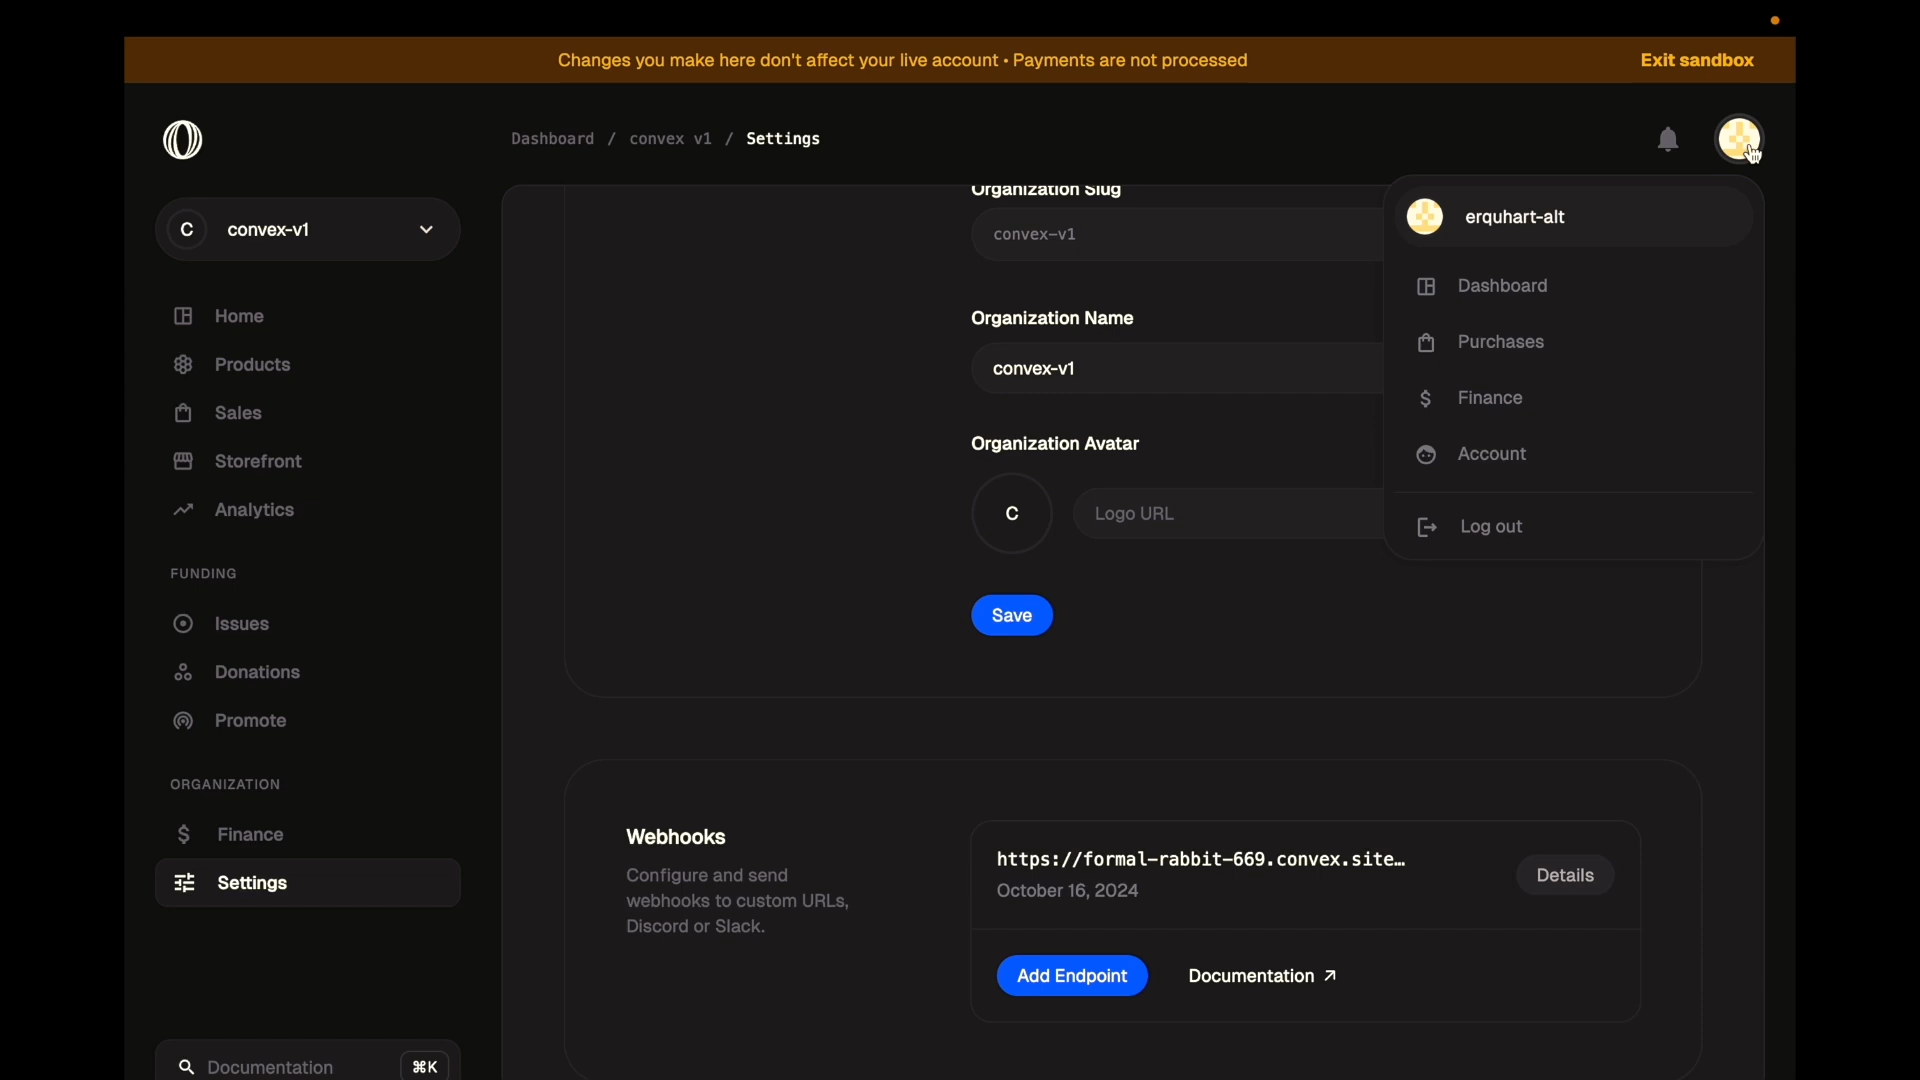 Changes you make here don't affect your live account • Payments are not processed
Exit sandbox
Dashboard / convex v1 / Settings
C convex-v1
Home
Products
Sales
Storefront
Analytics
FUNDING
Issues
Donations
Promote
ORGANIZATION
Finance
Settings
Documentation ⌘K
Organization Slug
convex-v1
Organization Name
convex-v1
Organization Avatar
C
Logo URL
Save
Webhooks
Configure and send
webhooks to custom URLs,
Discord or Slack.
https://formal-rabbit-669.convex.site…
October 16, 2024
Details
Add Endpoint
Documentation ↗
erquhart-alt
Dashboard
Purchases
Finance
Account
Log out